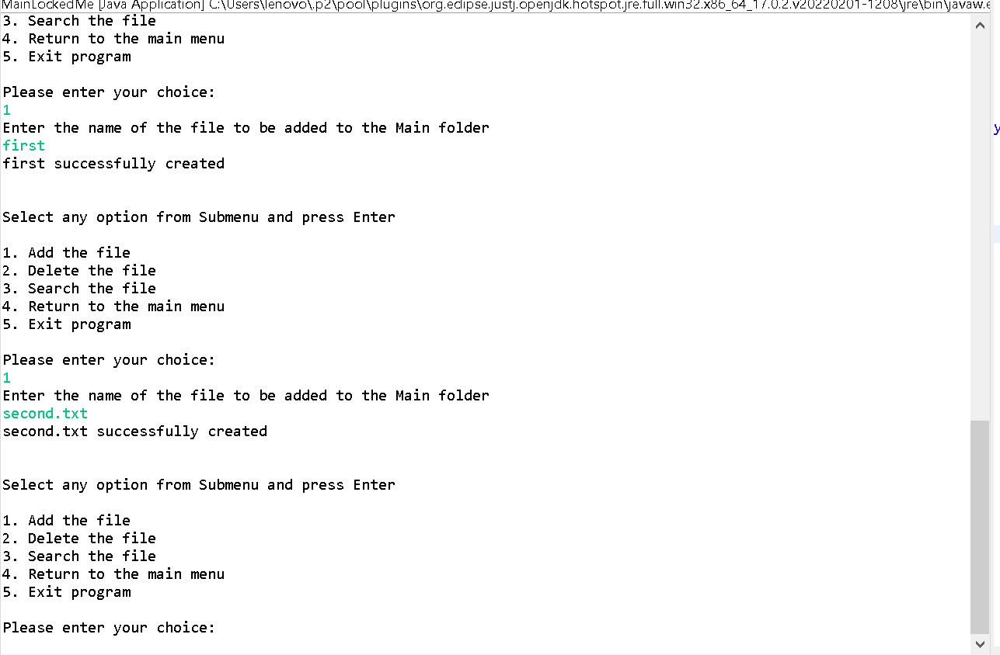 MainLockedMe [Java Application] C:\Users\lenovo\.p2\pool\plugins\org.eclipse.justj.openjdk.hotspot.jre.full.win32.x86_64_17.0.2.v20220201-1208\jre\bin\javaw.e
3. Search the file
4. Return to the main menu
5. Exit program
Please enter your choice:
1
Enter the name of the file to be added to the Main folder
first
first successfully created
Select any option from Submenu and press Enter
1. Add the file
2. Delete the file
3. Search the file
4. Return to the main menu
5. Exit program
Please enter your choice:
1
Enter the name of the file to be added to the Main folder
second.txt
second.txt successfully created
Select any option from Submenu and press Enter
1. Add the file
2. Delete the file
3. Search the file
4. Return to the main menu
5. Exit program
Please enter your choice: